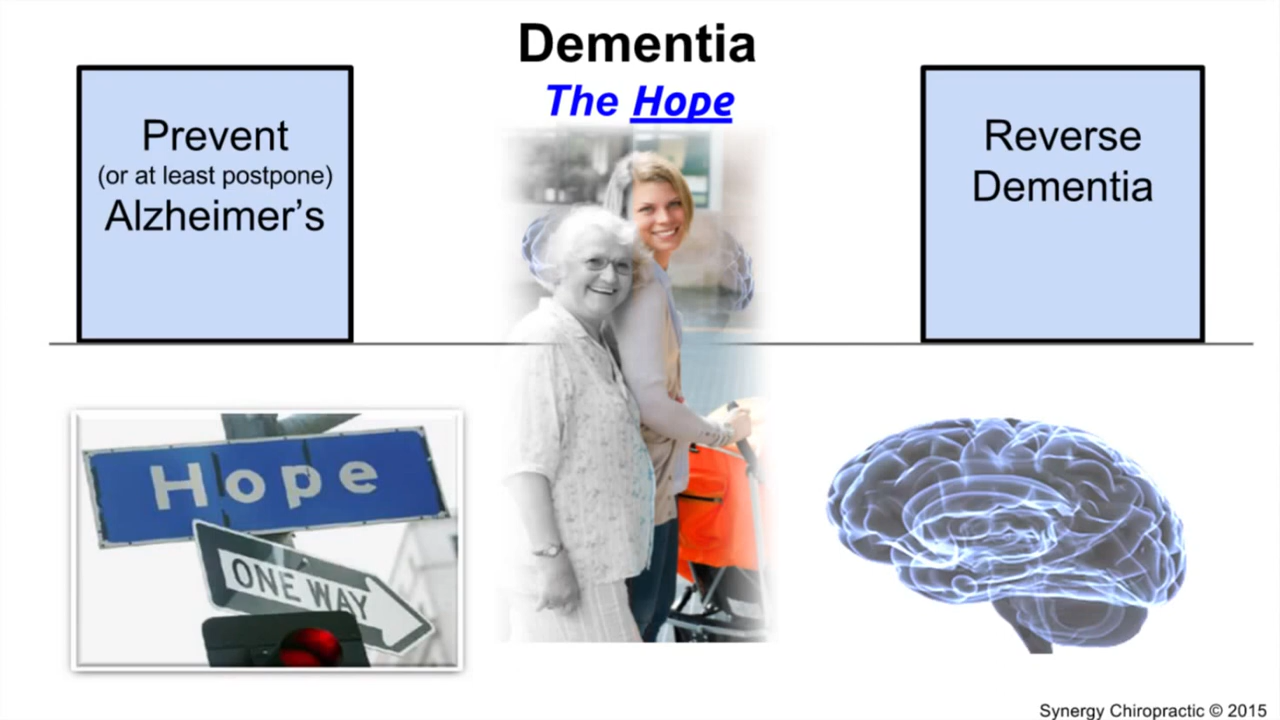 Dementia
The Hope
Prevent
(or at least postpone)
Alzheimer's
Reverse
Dementia
Hope
ONE WAY
Synergy Chiropractic © 2015